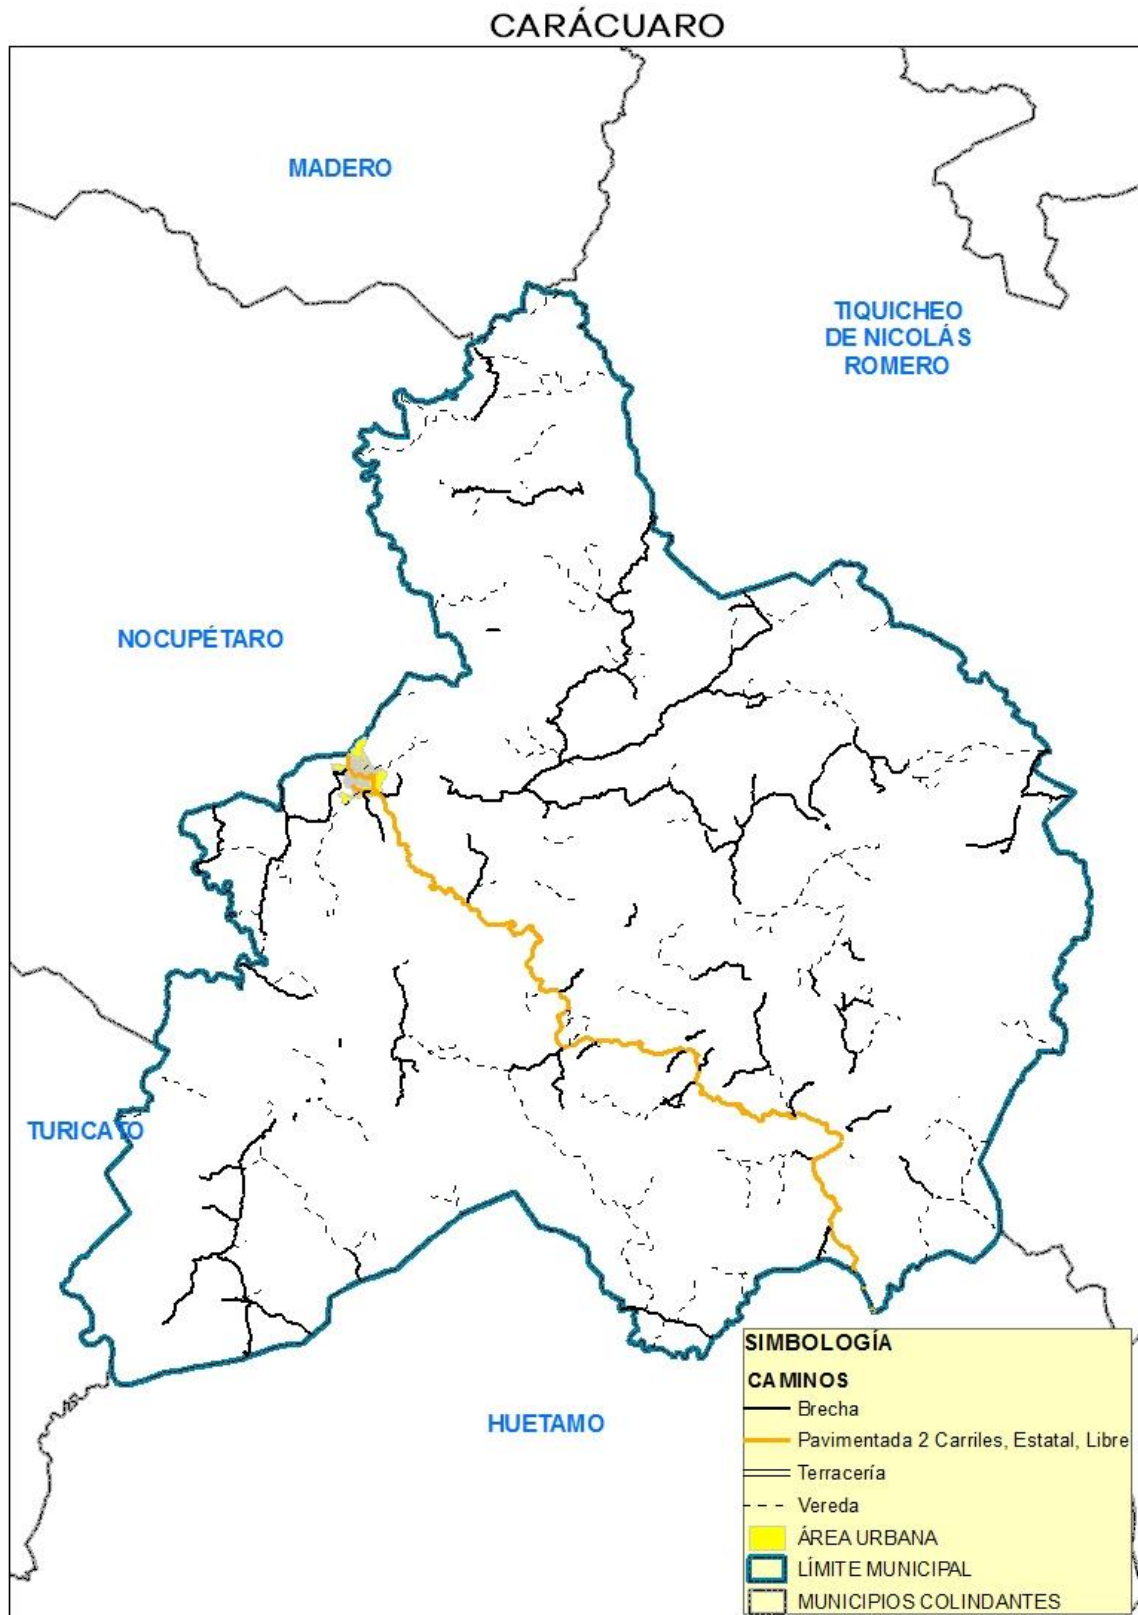 CARÁCUARO
MADERO
TIQUICHEO
DE NICOLÁS
ROMERO
NOCUPÉTARO
TURICATO
HUETAMO
SIMBOLOGÍA
CAMINOS
Brecha
Pavimentada 2 Carriles, Estatal, Libre
Terracería
Vereda
ÁREA URBANA
LÍMITE MUNICIPAL
MUNICIPIOS COLINDANTES